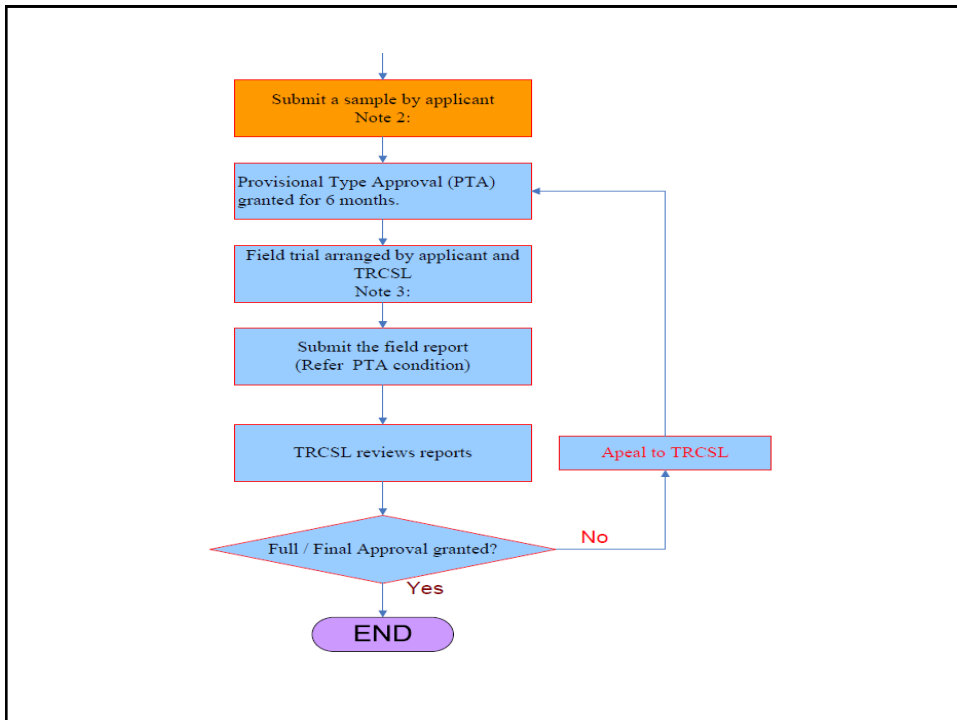 Submit a sample by applicant
Note 2:
Provisional Type Approval (PTA)
granted for 6 months.
Field trial arranged by applicant and
TRCSL
Note 3:
Submit the field report
(Refer PTA condition)
TRCSL reviews reports
Apeal to TRCSL
Full / Final Approval granted?
No
Yes
END